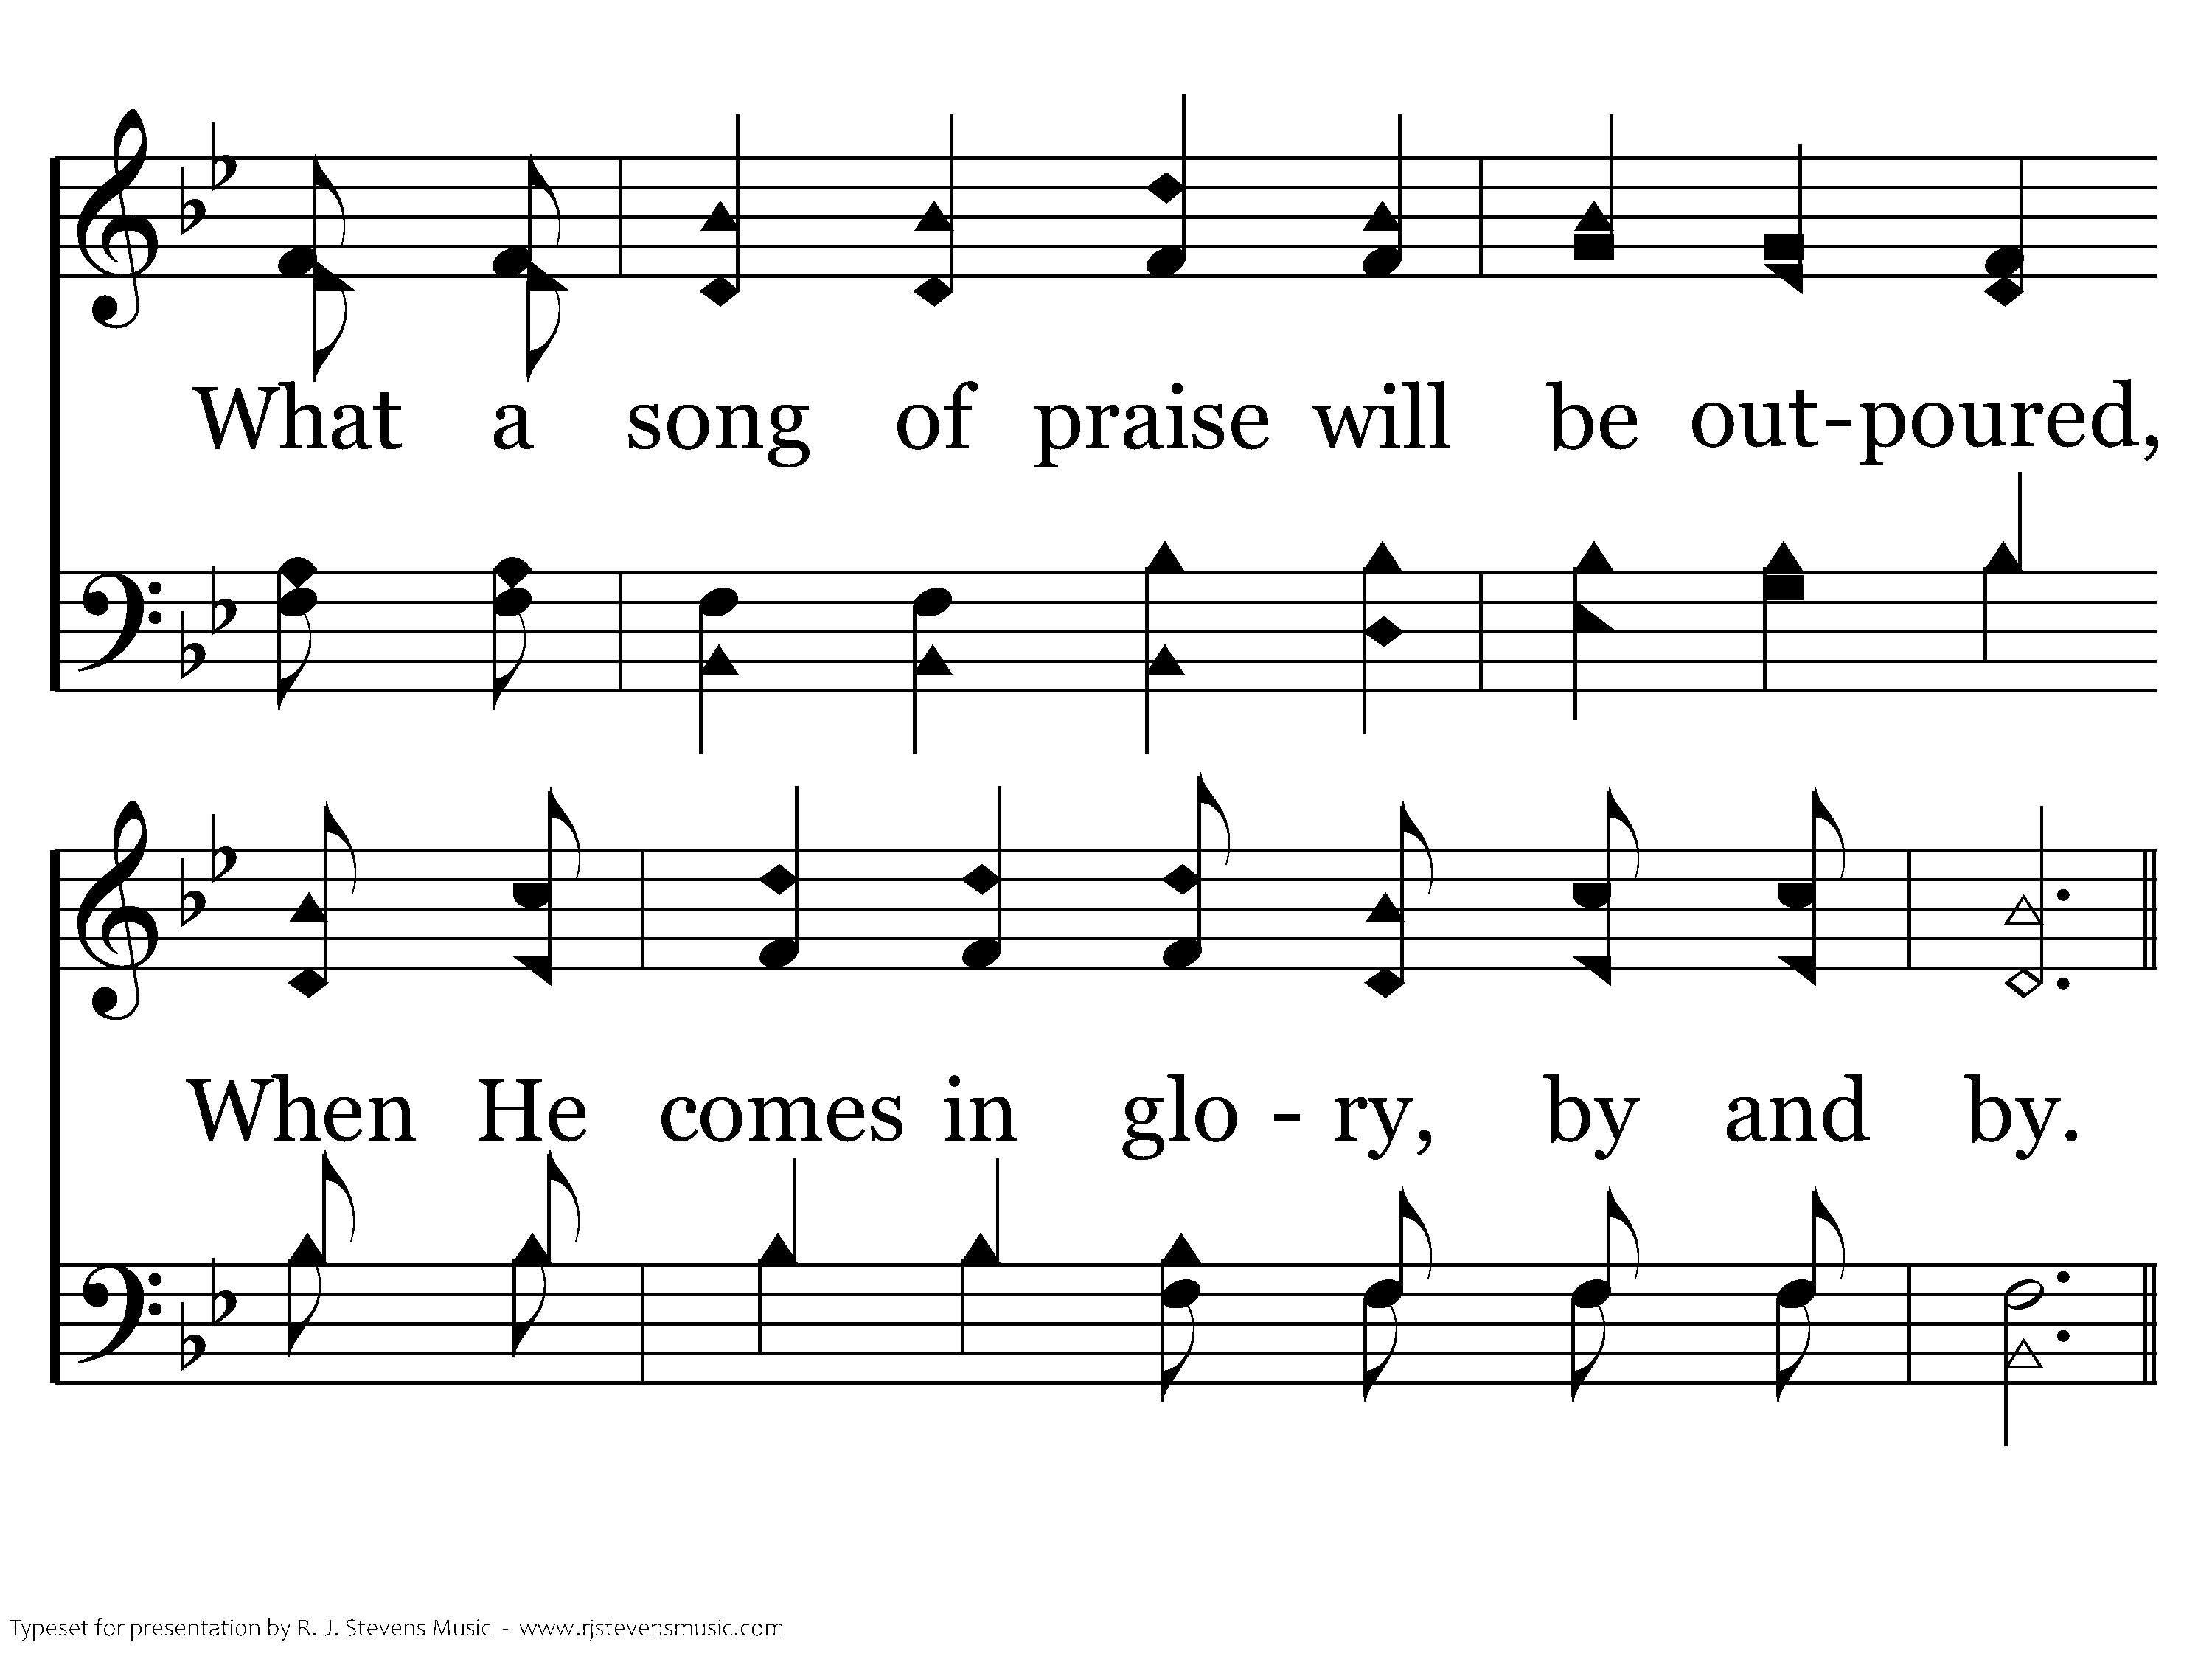 What a song of praise will be out-poured,
When He comes in glo - ry, by and by.
Typeset for presentation by R. J. Stevens Music - www.rjstevensmusic.com